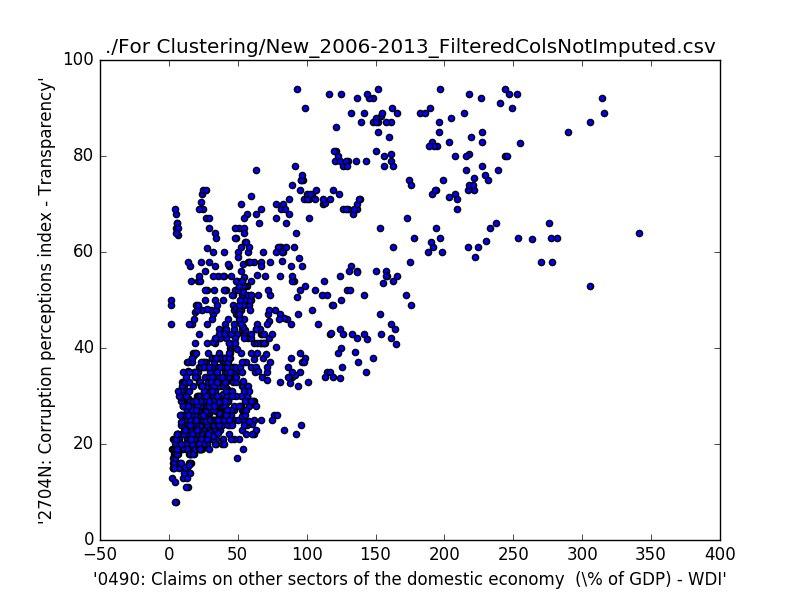 ./For Clustering/New_2006-2013_FilteredColsNotImputed.csv
100
80
60
40
20
0
'2704N: Corruption perceptions index - Transparency'
−50 0 50 100 150 200 250 300 350 400
'0490: Claims on other sectors of the domestic economy  (\% of GDP) - WDI'